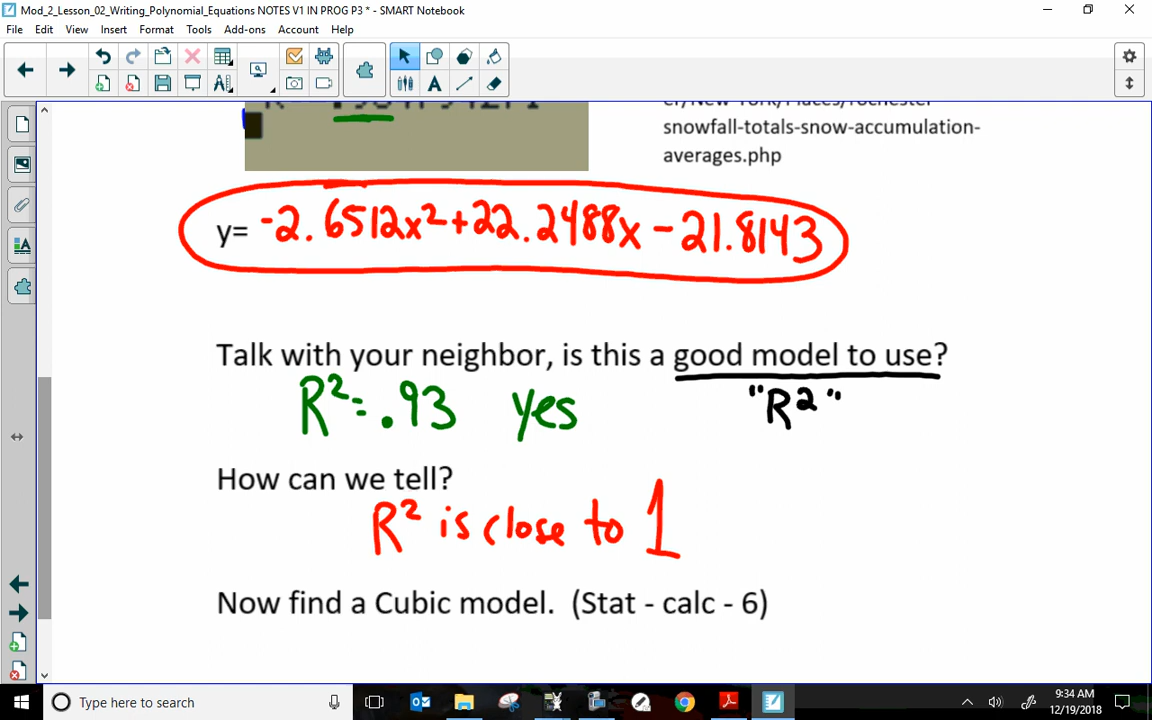 Mod_2_Lesson_02_Writing_Polynomial_Equations NOTES V1 IN PROG P3 * - SMART Notebook
File Edit View Insert Format Tools Add-ons Account Help
snowfall-totals-snow-accumulation-
averages.php
y= -2.6512x²+22.2488x -21.8143
Talk with your neighbor, is this a good model to use?
R²= .93 yes "R²"
How can we tell?
R² is close to 1
Now find a Cubic model. (Stat - calc - 6)
Type here to search
9:34 AM
12/19/2018